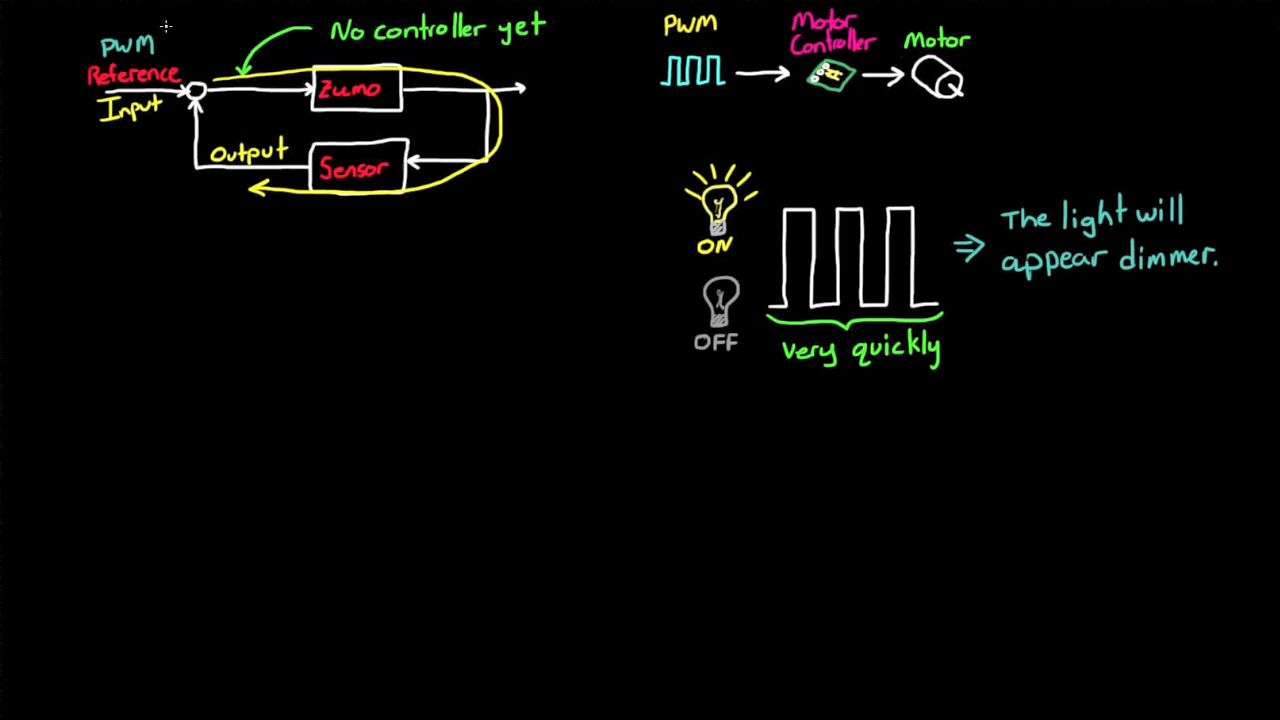 No controller yet
PWM
Reference
Input
Zumo
Output
Sensor
PWM
Motor
Controller
Motor
ON
OFF
very quickly
⇒ The light will
appear dimmer.